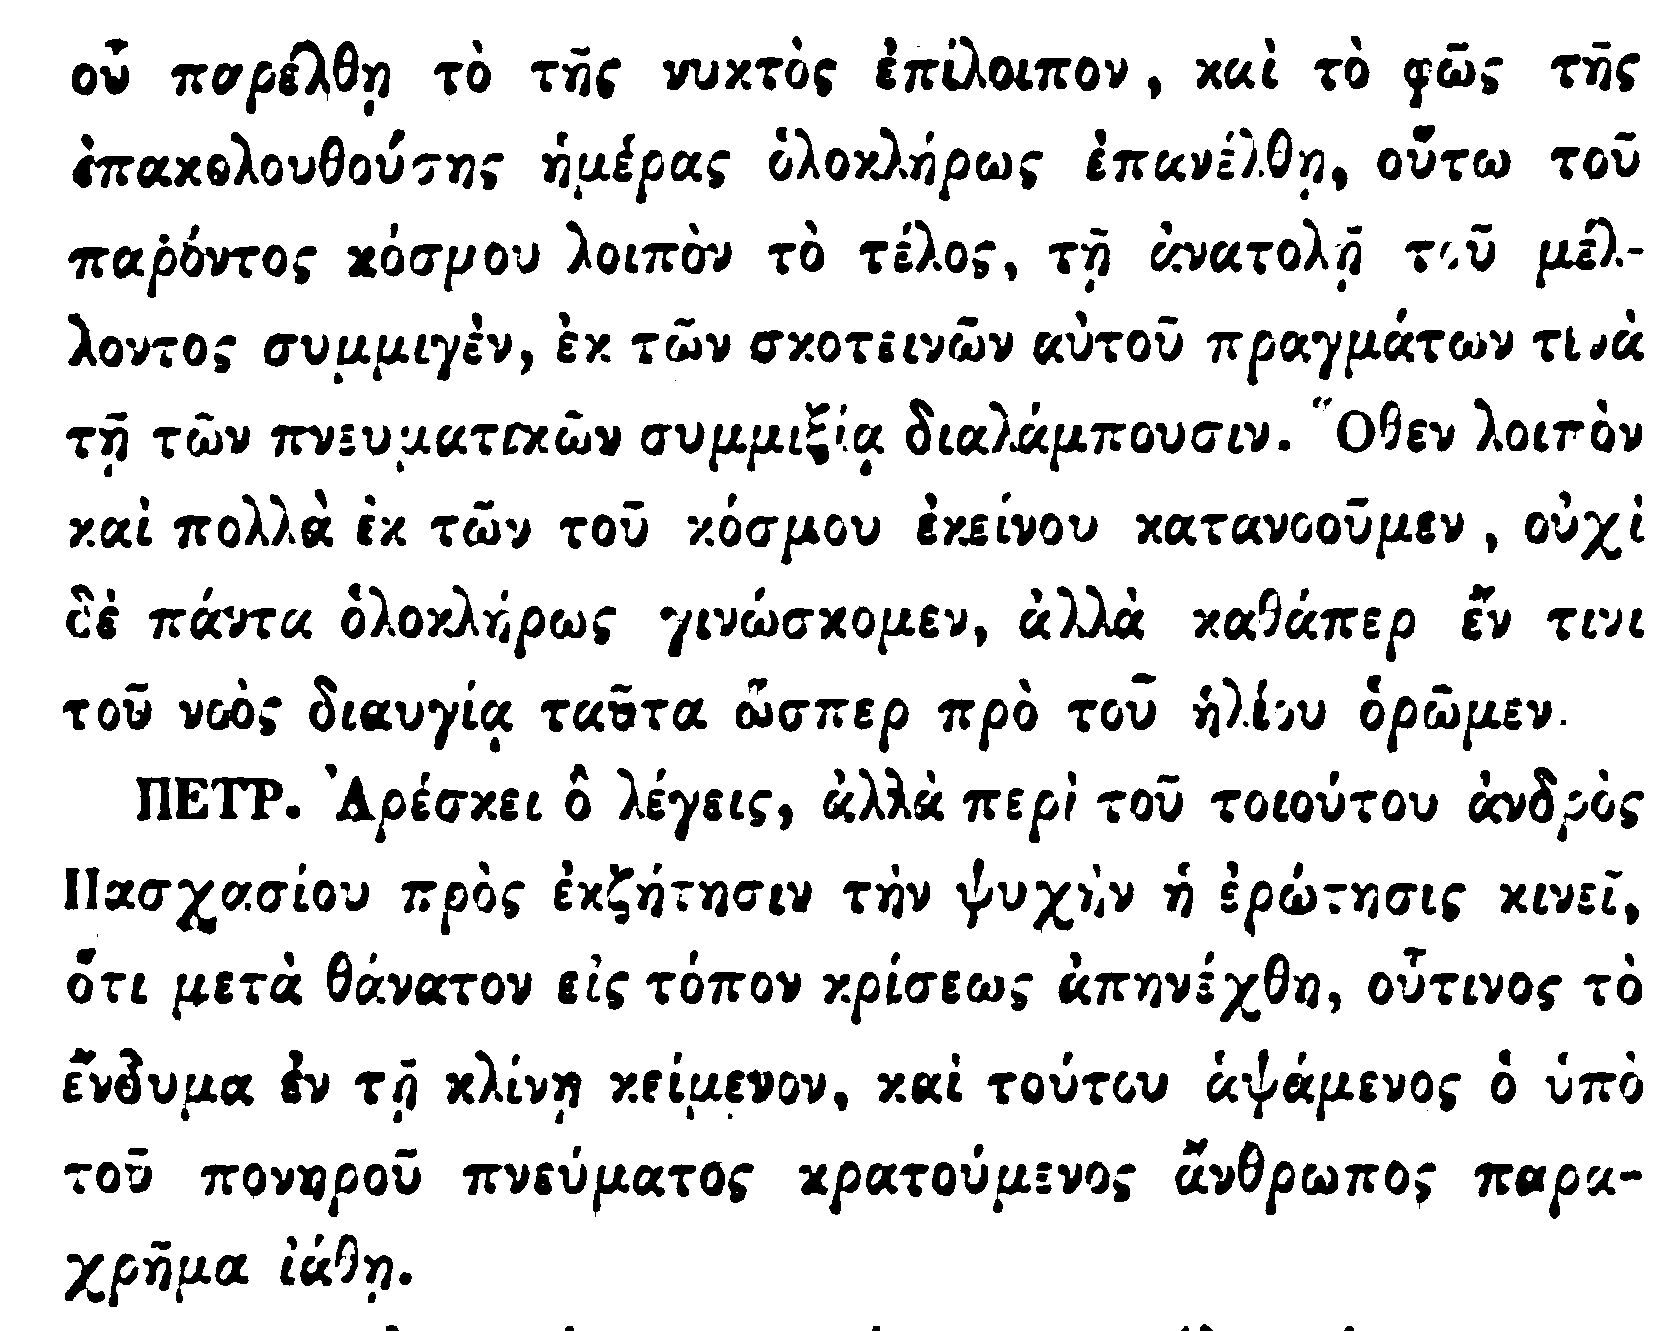 οὗ παρέλθῃ τὸ τῆς νυκτὸς ἐπίλοιπον, καὶ τὸ φῶς τῆς
ἐπακολουθούσης ἡμέρας ὁλοκλήρως ἐπανέλθῃ, οὕτω τοῦ
παρόντος κόσμου λοιπὸν τὸ τέλος, τῇ ἀνατολῇ τοῦ μέλ-
λοντος συμμιγὲν, ἐκ τῶν σκοτεινῶν αὐτοῦ πραγμάτων τινὰ
τῇ τῶν πνευματικῶν συμμιξίᾳ διαλάμπουσιν. Ὅθεν λοιπὸν
καὶ πολλὰ ἐκ τῶν τοῦ κόσμου ἐκείνου κατανοοῦμεν, οὐχὶ
δὲ πάντα ὁλοκλήρως γινώσκομεν, ἀλλὰ καθάπερ ἔν τινι
τοῦ νοὸς διαυγίᾳ ταῦτα ὥσπερ πρὸ τοῦ ἡλίου ὁρῶμεν.
ΠΕΤΡ. Ἀρέσκει ὃ λέγεις, ἀλλὰ περὶ τοῦ τοιούτου ἀνδρὸς
Πασχασίου πρὸς ἐκζήτησιν τὴν ψυχὴν ἡ ἐρώτησις κινεῖ,
ὅτι μετὰ θάνατον εἰς τόπον κρίσεως ἀπηνέχθη, οὗτινος τὸ
ἔνδυμα ἐν τῇ κλίνῃ κείμενον, καὶ τούτου ἁψάμενος ὁ ὑπὸ
τοῦ πονηροῦ πνεύματος κρατούμενος ἄνθρωπος παρα-
χρῆμα ἰάθῃ.